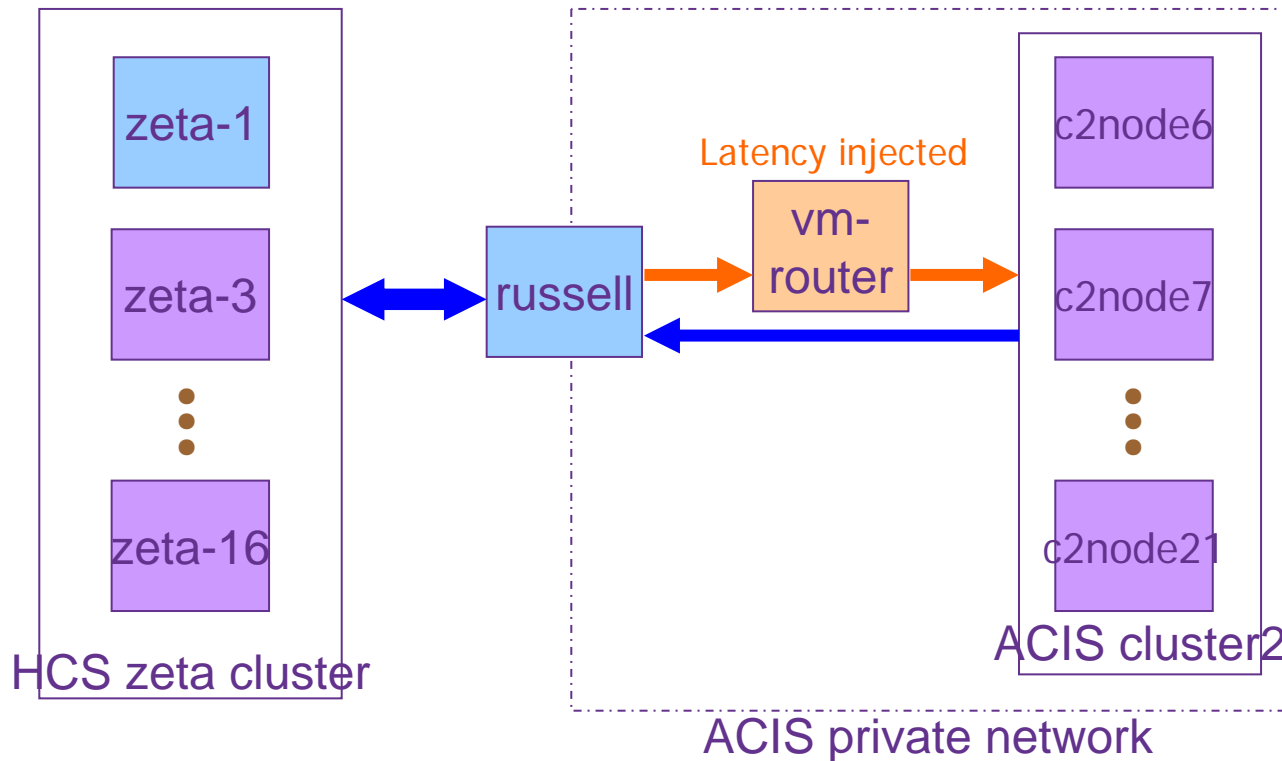 zeta-1
zeta-3
zeta-16
HCS zeta cluster
russell
Latency injected
vm-
router
c2node6
c2node7
c2node21
ACIS cluster2
ACIS private network